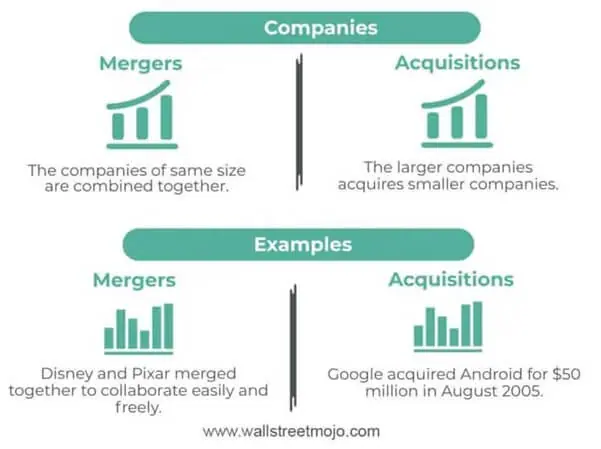 Companies
Mergers
The companies of same size
are combined together.
Acquisitions
The larger companies
acquires smaller companies.
Examples
Mergers
Disney and Pixar merged
together to collaborate easily and
freely.
Acquisitions
Google acquired Android for $50
million in August 2005.
www.wallstreetmojo.com